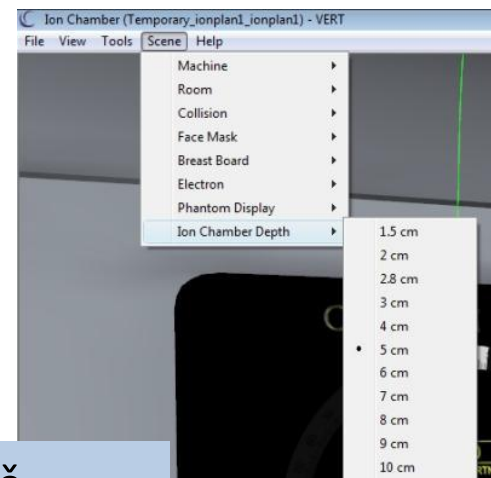 Ion Chamber (Temporary_ionplan1_ionplan1) - VERT
File View Tools Scene Help
Machine
Room
Collision
Face Mask
Breast Board
Electron
Phantom Display
Ion Chamber Depth
1.5 cm
2 cm
2.8 cm
3 cm
4 cm
5 cm
6 cm
7 cm
8 cm
9 cm
10 cm